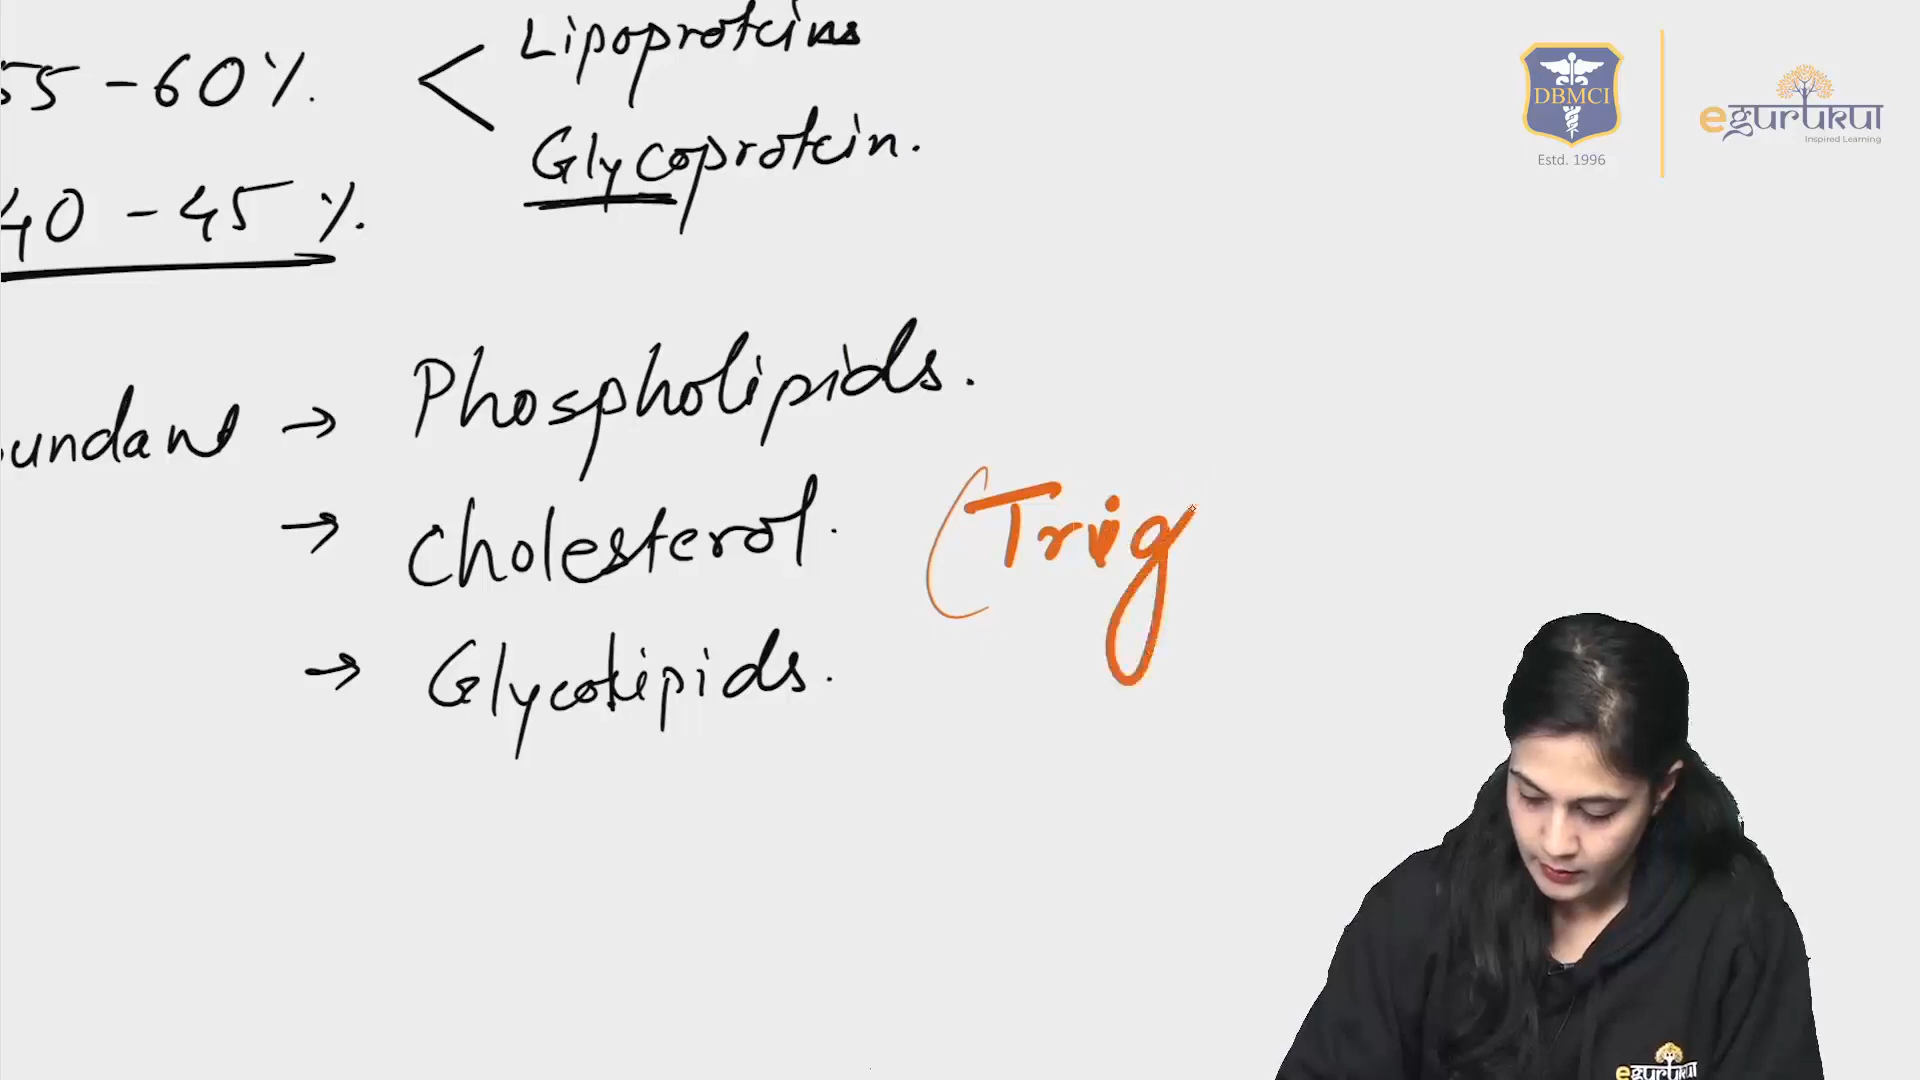 Lipoproteins
55 - 60 %. <
Glycoprotein.
40 - 45 %.
undant → Phospholipids.
→ Cholesterol. (Trig
→ Glycolipids.
DBMCI
Estd. 1996
egurukul
Inspired Learning
egurukul